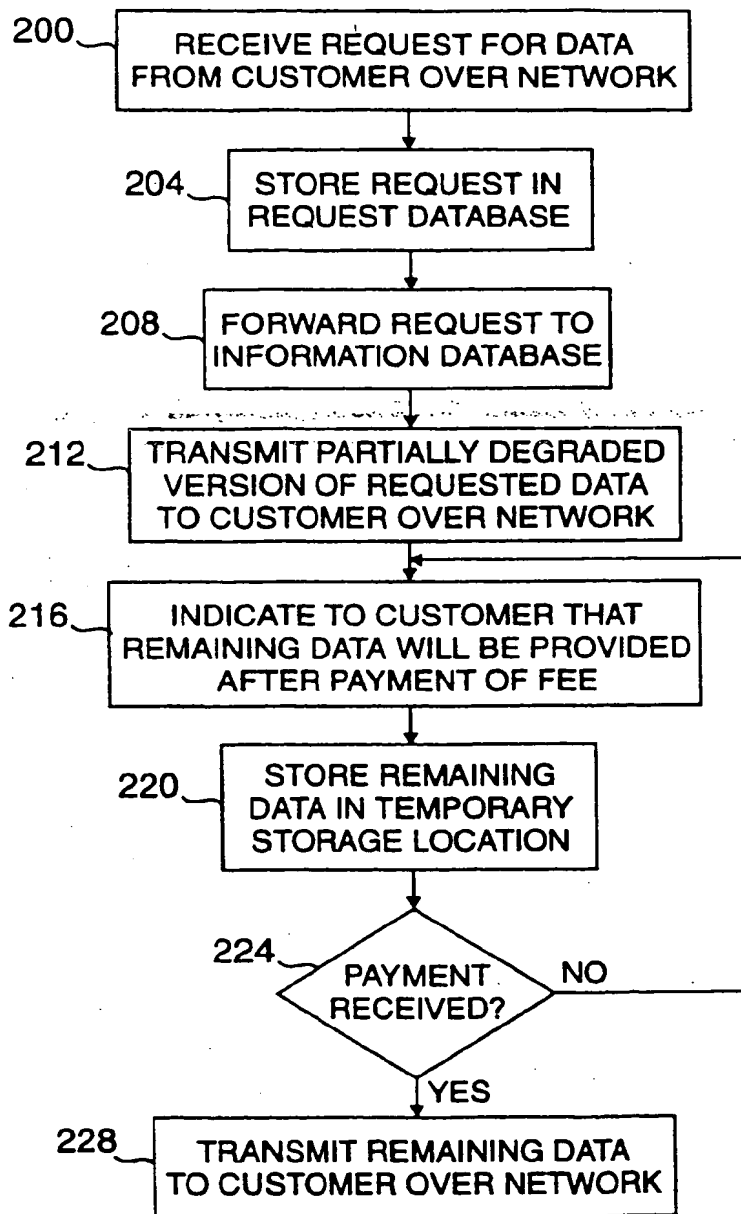 200
RECEIVE REQUEST FOR DATA
FROM CUSTOMER OVER NETWORK
204
STORE REQUEST IN
REQUEST DATABASE
208
FORWARD REQUEST TO
INFORMATION DATABASE
212
TRANSMIT PARTIALLY DEGRADED
VERSION OF REQUESTED DATA
TO CUSTOMER OVER NETWORK
216
INDICATE TO CUSTOMER THAT
REMAINING DATA WILL BE PROVIDED
AFTER PAYMENT OF FEE
220
STORE REMAINING
DATA IN TEMPORARY
STORAGE LOCATION
224
PAYMENT
RECEIVED?
NO
YES
228
TRANSMIT REMAINING DATA
TO CUSTOMER OVER NETWORK